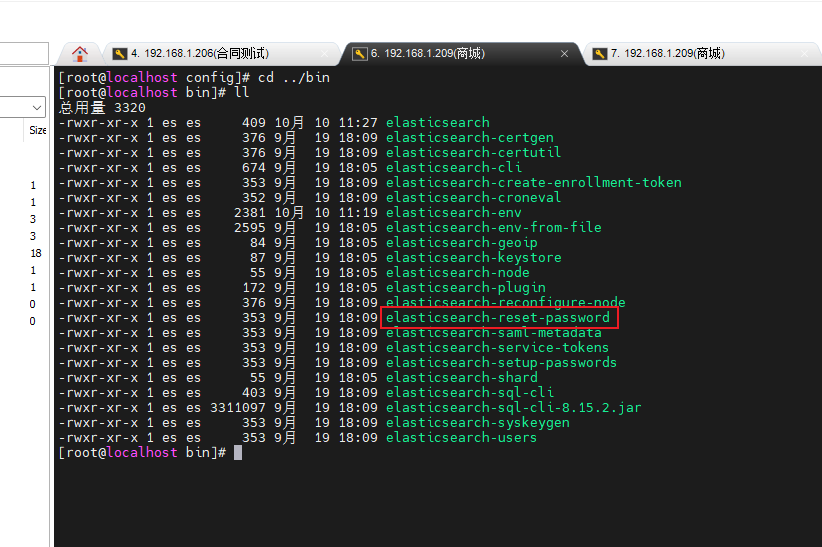 4. 192.168.1.206(合同测试)
6. 192.168.1.209(商城)
7. 192.168.1.209(商城)
Size
1
1
3
3
18
1
1
0
0
[root@localhost config]# cd ../bin
[root@localhost bin]# ll
总用量 3320
-rwxr-xr-x 1 es es     409 10月  10 11:27 elasticsearch
-rwxr-xr-x 1 es es     376 9月   19 18:09 elasticsearch-certgen
-rwxr-xr-x 1 es es     376 9月   19 18:09 elasticsearch-certutil
-rwxr-xr-x 1 es es     674 9月   19 18:05 elasticsearch-cli
-rwxr-xr-x 1 es es     353 9月   19 18:09 elasticsearch-create-enrollment-token
-rwxr-xr-x 1 es es     352 9月   19 18:09 elasticsearch-croneval
-rwxr-xr-x 1 es es    2381 10月  10 11:19 elasticsearch-env
-rwxr-xr-x 1 es es    2595 9月   19 18:05 elasticsearch-env-from-file
-rwxr-xr-x 1 es es      84 9月   19 18:09 elasticsearch-geoip
-rwxr-xr-x 1 es es      87 9月   19 18:05 elasticsearch-keystore
-rwxr-xr-x 1 es es      55 9月   19 18:05 elasticsearch-node
-rwxr-xr-x 1 es es     172 9月   19 18:05 elasticsearch-plugin
-rwxr-xr-x 1 es es     376 9月   19 18:09 elasticsearch-reconfigure-node
-rwxr-xr-x 1 es es     353 9月   19 18:09 elasticsearch-reset-password
-rwxr-xr-x 1 es es     353 9月   19 18:09 elasticsearch-saml-metadata
-rwxr-xr-x 1 es es     353 9月   19 18:09 elasticsearch-service-tokens
-rwxr-xr-x 1 es es     353 9月   19 18:09 elasticsearch-setup-passwords
-rwxr-xr-x 1 es es      55 9月   19 18:05 elasticsearch-shard
-rwxr-xr-x 1 es es     403 9月   19 18:09 elasticsearch-sql-cli
-rwxr-xr-x 1 es es 3311097 9月   19 18:09 elasticsearch-sql-cli-8.15.2.jar
-rwxr-xr-x 1 es es     353 9月   19 18:09 elasticsearch-syskeygen
-rwxr-xr-x 1 es es     353 9月   19 18:09 elasticsearch-users
[root@localhost bin]#